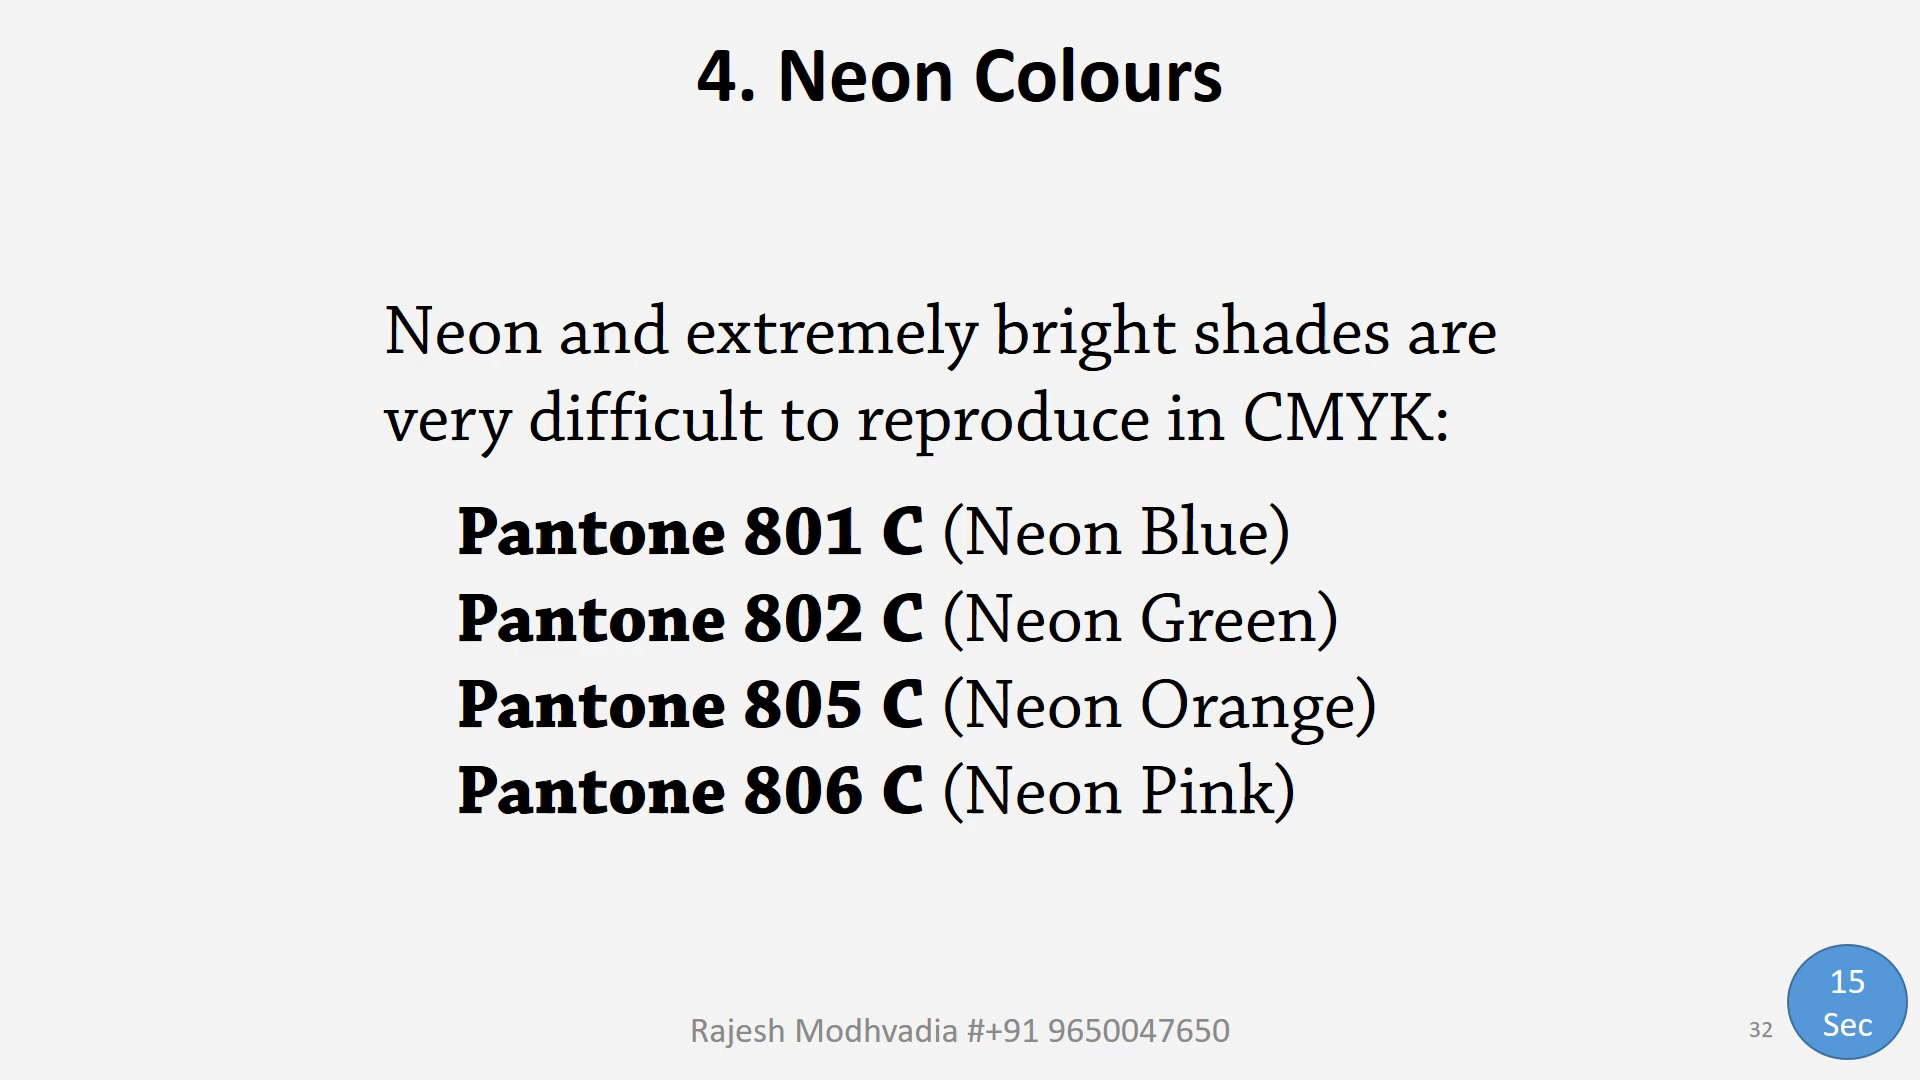 4. Neon Colours
Neon and extremely bright shades are
very difficult to reproduce in CMYK:
Pantone 801 C (Neon Blue)
Pantone 802 C (Neon Green)
Pantone 805 C (Neon Orange)
Pantone 806 C (Neon Pink)
Rajesh Modhvadia #+91 9650047650
32
15
Sec